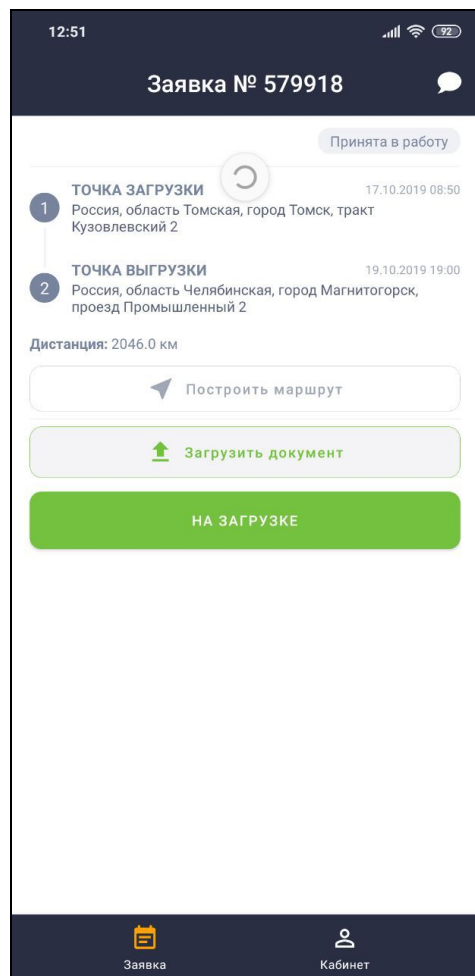 12:51
92
Заявка № 579918
Принята в работу
1
ТОЧКА ЗАГРУЗКИ 17.10.2019 08:50
Россия, область Томская, город Томск, тракт
Кузовлевский 2
2
ТОЧКА ВЫГРУЗКИ 19.10.2019 19:00
Россия, область Челябинская, город Магнитогорск,
проезд Промышленный 2
Дистанция: 2046.0 км
Построить маршрут
Загрузить документ
НА ЗАГРУЗКЕ
Заявка Кабинет